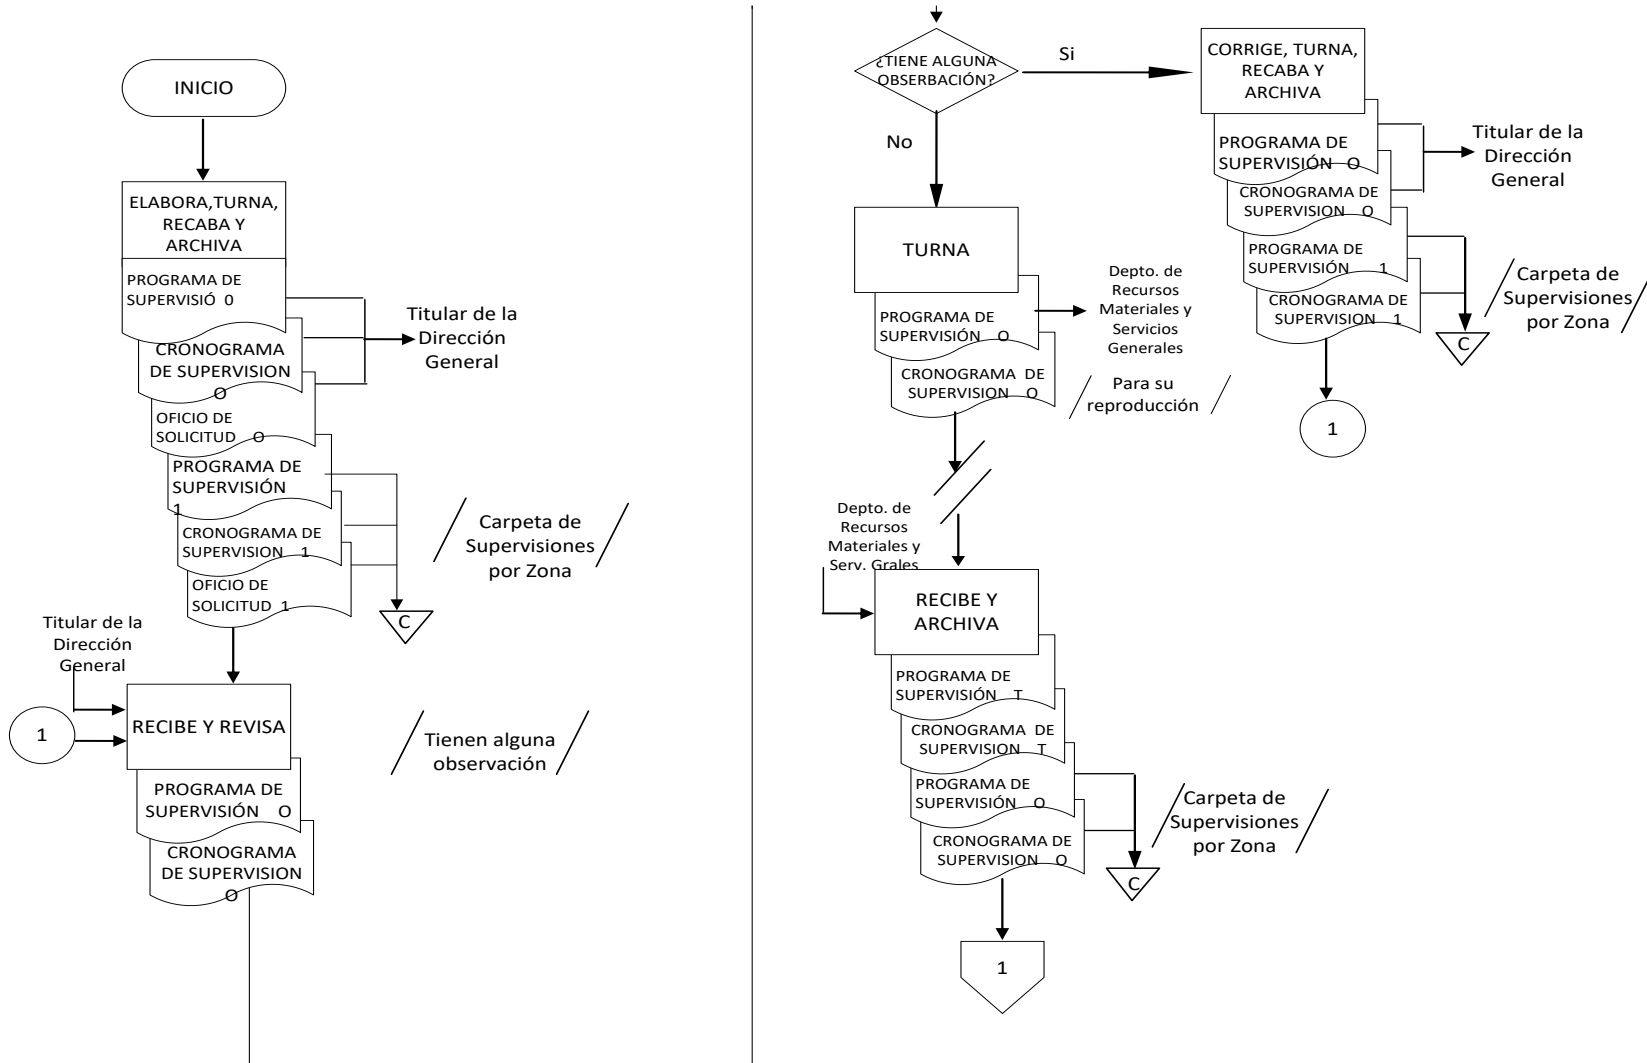 INICIO
ELABORA,TURNA,
RECABA Y
ARCHIVA
PROGRAMA DE
SUPERVISIÓ 0
CRONOGRAMA
DE SUPERVISION
O
OFICIO DE
SOLICITUD O
PROGRAMA DE
SUPERVISIÓN
1
CRONOGRAMA DE
SUPERVISION 1
OFICIO DE
SOLICITUD 1
Titular de la
Dirección
General
Carpeta de
Supervisiones
por Zona
C
Titular de la
Dirección
General
1
RECIBE Y REVISA
Tienen alguna
observación
PROGRAMA DE
SUPERVISIÓN O
CRONOGRAMA
DE SUPERVISION
O
¿TIENE ALGUNA
OBSERBACIÓN?
Si
No
CORRIGE, TURNA,
RECABA Y
ARCHIVA
PROGRAMA DE
SUPERVISIÓN O
CRONOGRAMA DE
SUPERVISION O
PROGRAMA DE
SUPERVISIÓN 1
CRONOGRAMA DE
SUPERVISION 1
Titular de la
Dirección
General
Carpeta de
Supervisiones
por Zona
C
1
TURNA
PROGRAMA DE
SUPERVISIÓN O
CRONOGRAMA DE
SUPERVISION O
Depto. de
Recursos
Materiales y
Servicios
Generales
Para su
reproducción
Depto. de
Recursos
Materiales y
Serv. Grales
RECIBE Y
ARCHIVA
PROGRAMA DE
SUPERVISIÓN T
CRONOGRAMA DE
SUPERVISION T
PROGRAMA DE
SUPERVISIÓN O
CRONOGRAMA DE
SUPERVISION O
Carpeta de
Supervisiones
por Zona
C
1